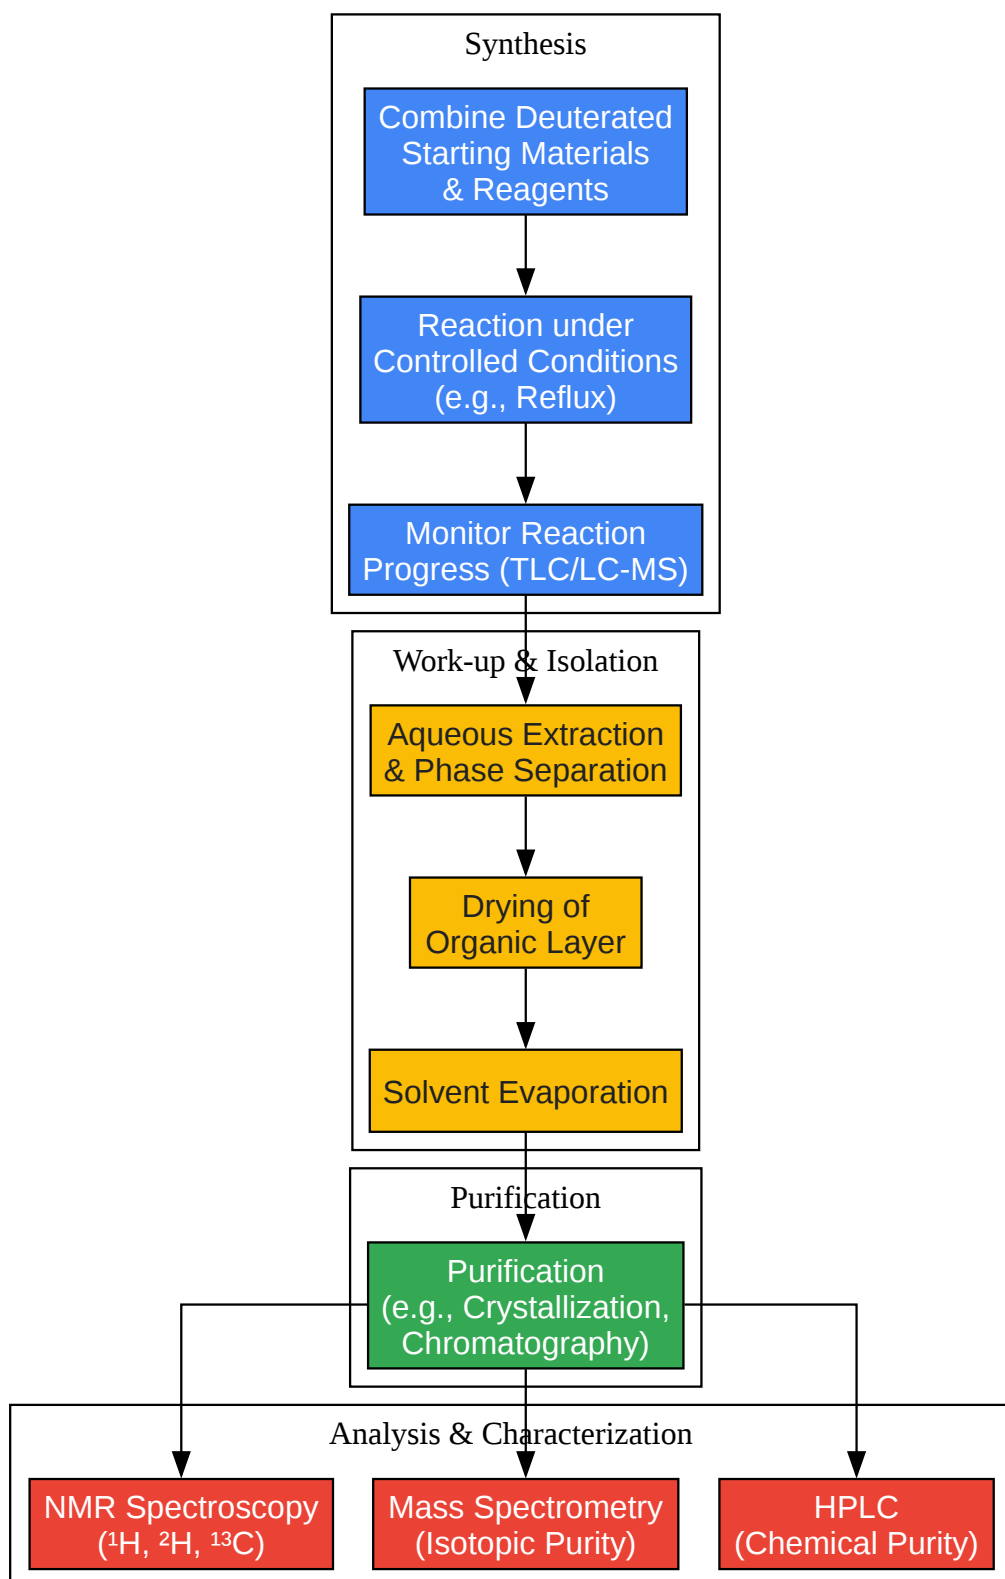 Synthesis
Combine Deuterated
Starting Materials
& Reagents
Reaction under
Controlled Conditions
(e.g., Reflux)
Monitor Reaction
Progress (TLC/LC-MS)
Work-up & Isolation
Aqueous Extraction
& Phase Separation
Drying of
Organic Layer
Solvent Evaporation
Purification
Purification
(e.g., Crystallization,
Chromatography)
Analysis & Characterization
NMR Spectroscopy
(¹H, ²H, ¹³C)
Mass Spectrometry
(Isotopic Purity)
HPLC
(Chemical Purity)